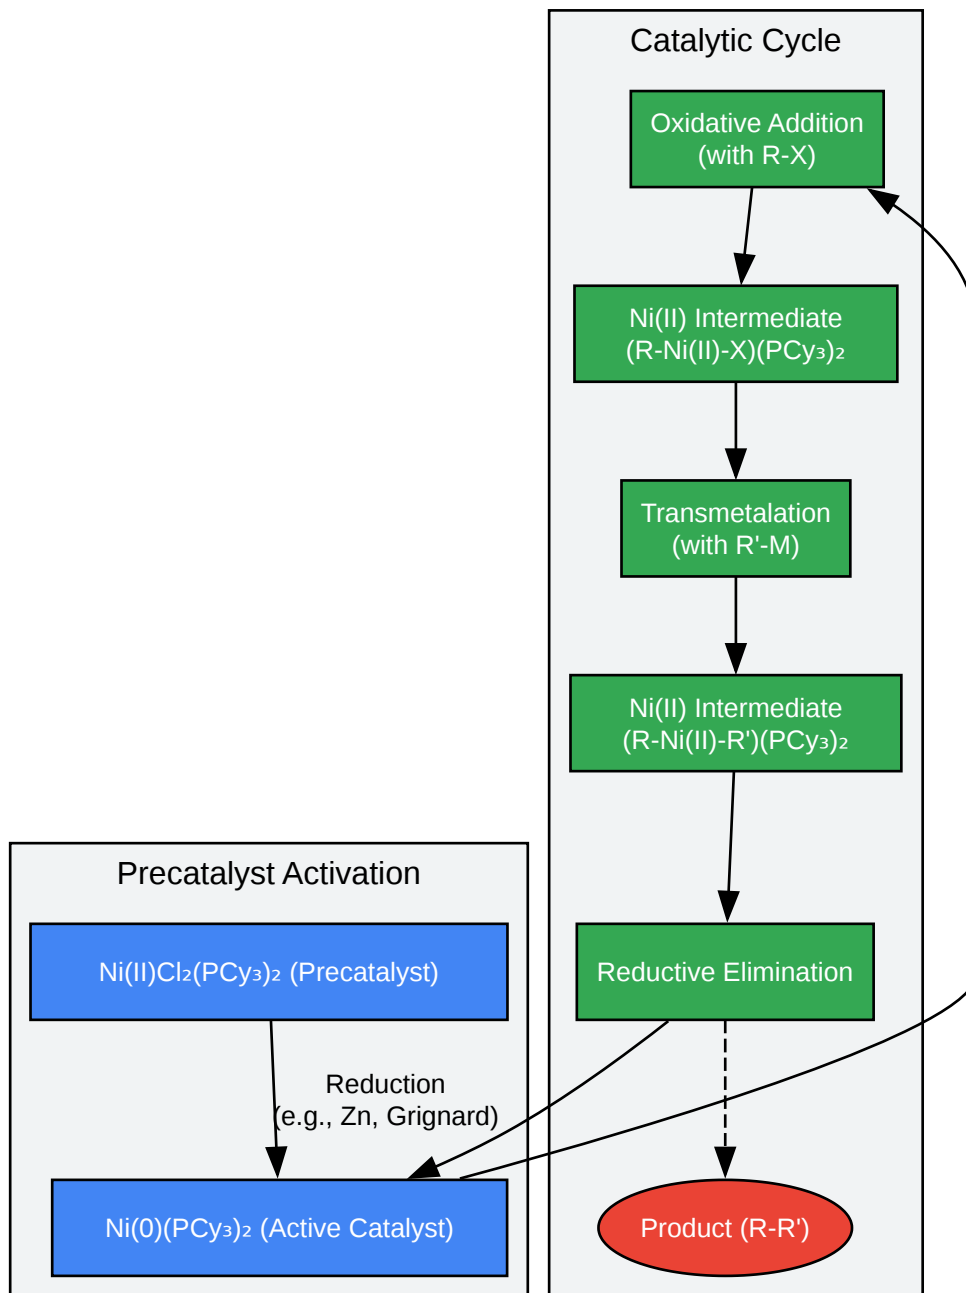 Catalytic Cycle
Oxidative Addition
(with R-X)
Ni(II) Intermediate
(R-Ni(II)-X)(PCy₃)₂
Transmetalation
(with R'-M)
Ni(II) Intermediate
(R-Ni(II)-R')(PCy₃)₂
Reductive Elimination
Product (R-R')
Precatalyst Activation
Ni(II)Cl₂(PCy₃)₂ (Precatalyst)
Reduction
(e.g., Zn, Grignard)
Ni(0)(PCy₃)₂ (Active Catalyst)